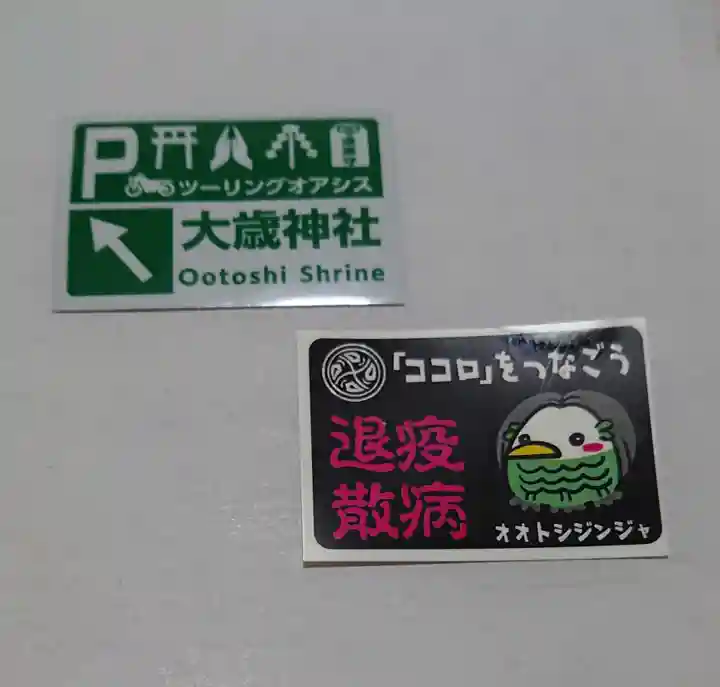 P
ツーリングオアシス
大歳神社
Ootoshi Shrine
「ココロ」をつなごう
退疫
散病
オオトシジンジャ